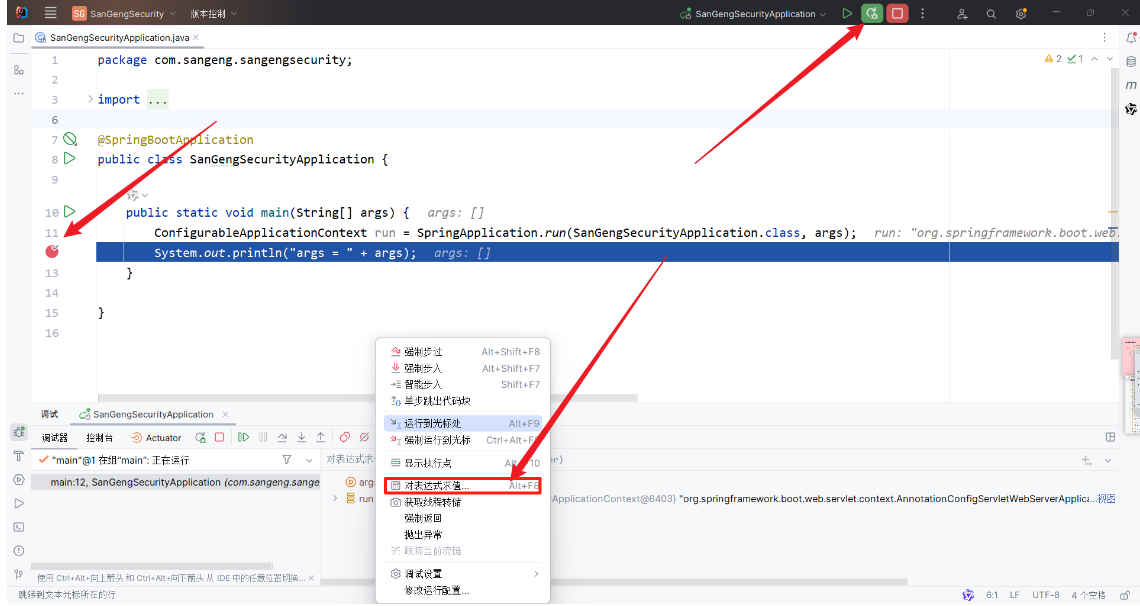 SG SanGengSecurity 版本控制 SanGengSecurityApplication
SanGengSecurityApplication.java
1 package com.sangeng.sangengsecurity;
2 1
2
3 import ...
6
7 @SpringBootApplication
8 public class SanGengSecurityApplication {
9
10 public static void main(String[] args) { args: []
11 ConfigurableApplicationContext run = SpringApplication.run(SanGengSecurityApplication.class, args); run: "org.springframework.boot.web.
System.out.println("args = " + args); args: []
13 }
14
15 }
16
强制步过 Alt+Shift+F8
强制步入 Alt+Shift+F7
智能步入 Shift+F7
单步跳出代码块
运行到光标处 Alt+F9
强制运行到光标 Ctrl+Alt+F9
显示执行点 Alt+F10
对表达式求值... Alt+F8
获取线程转储
强制返回
抛出异常
跟踪当前流链
调试设置
修改运行配置...
调试 SanGengSecurityApplication
调试器 控制台 Actuator
"main"@1 在组"main": 正在运行
main:12, SanGengSecurityApplication (com.sangeng.sange
对表达式求
args
run
ApplicationContext@6403} "org.springframework.boot.web.servlet.context.AnnotationConfigServletWebServerApplica... 视图
使用 Ctrl+Alt+向上箭头 和 Ctrl+Alt+向下箭头 从 IDE 中的任意位置切换...
跳转到文本光标所在的行
6:1 LF UTF-8 4 个空格